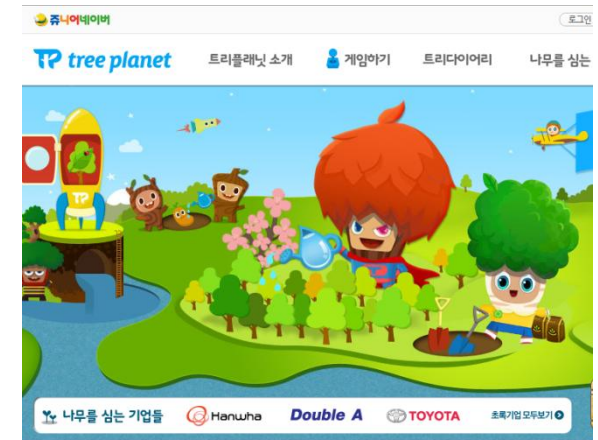 쥬니어네이버
로그인
TP tree planet
트리플래닛 소개
게임하기
트리다이어리
나무를 심는
TP
나무를 심는 기업들
Hanwha
Double A
TOYOTA
초록기업 모두보기